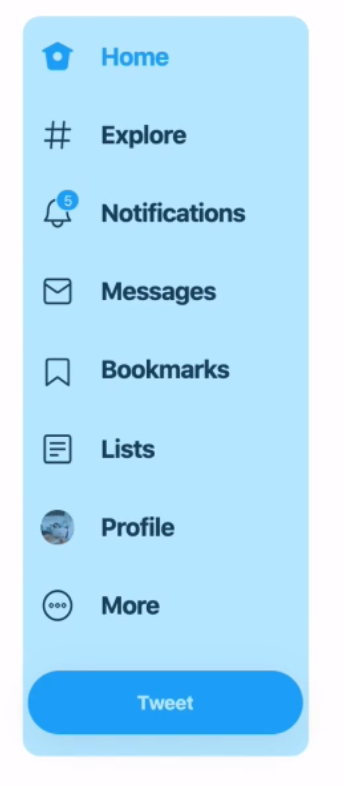 Home
Explore
5
Notifications
Messages
Bookmarks
Lists
Profile
More
Tweet